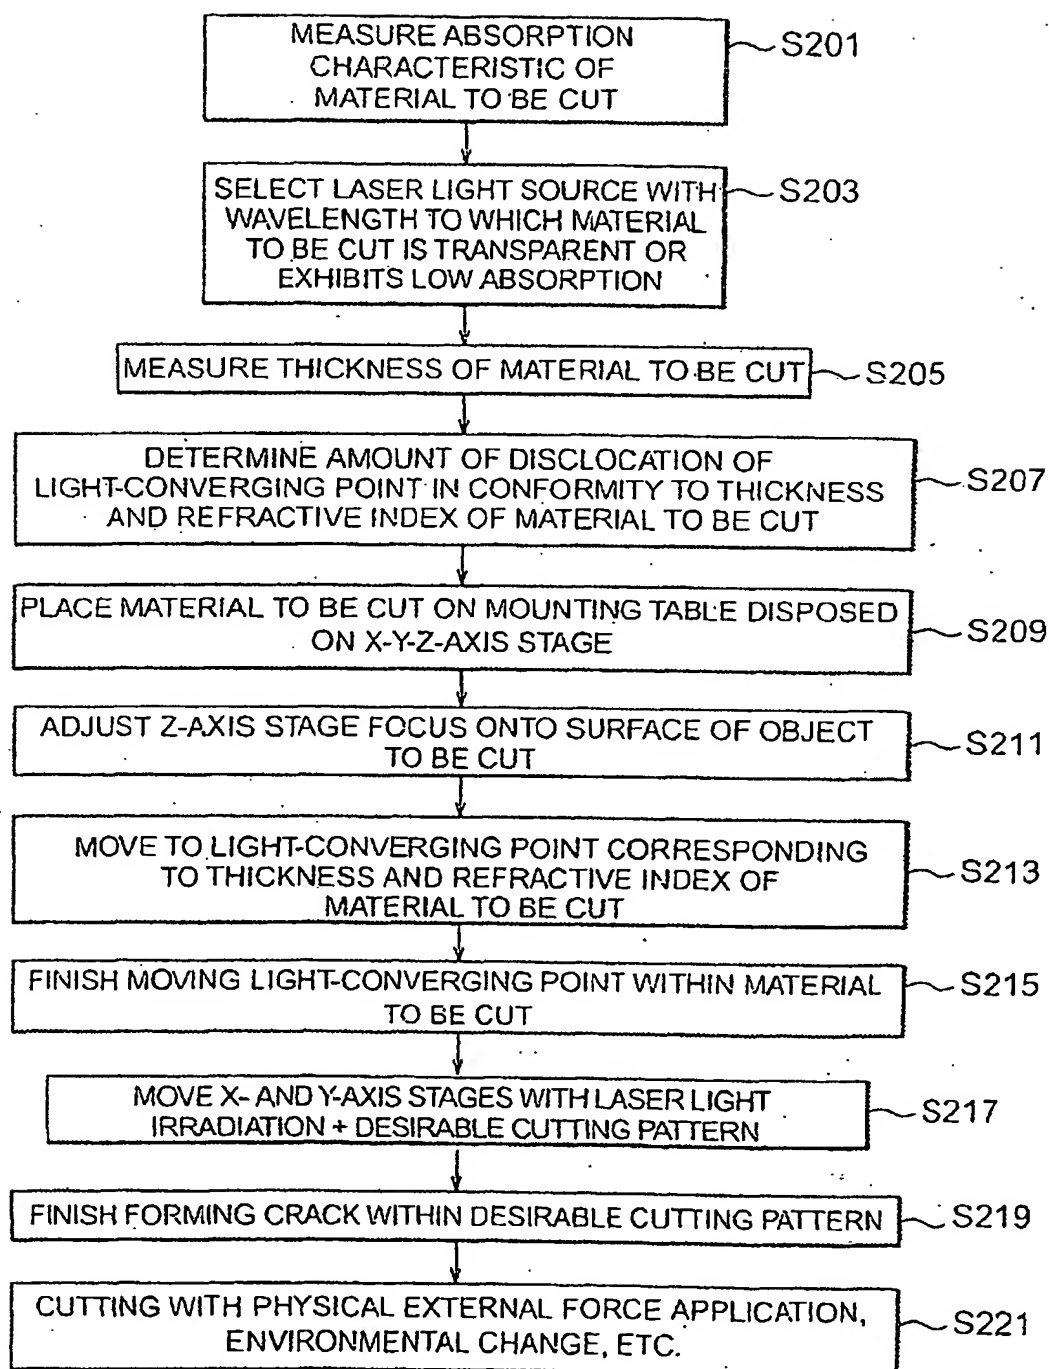 MEASURE ABSORPTION
CHARACTERISTIC OF
MATERIAL TO BE CUT
S201
SELECT LASER LIGHT SOURCE WITH
WAVELENGTH TO WHICH MATERIAL
TO BE CUT IS TRANSPARENT OR
EXHIBITS LOW ABSORPTION
S203
MEASURE THICKNESS OF MATERIAL TO BE CUT
S205
DETERMINE AMOUNT OF DISCLOCATION OF
LIGHT-CONVERGING POINT IN CONFORMITY TO THICKNESS
AND REFRACTIVE INDEX OF MATERIAL TO BE CUT
S207
PLACE MATERIAL TO BE CUT ON MOUNTING TABLE DISPOSED
ON X-Y-Z-AXIS STAGE
S209
ADJUST Z-AXIS STAGE FOCUS ONTO SURFACE OF OBJECT
TO BE CUT
S211
MOVE TO LIGHT-CONVERGING POINT CORRESPONDING
TO THICKNESS AND REFRACTIVE INDEX OF
MATERIAL TO BE CUT
S213
FINISH MOVING LIGHT-CONVERGING POINT WITHIN MATERIAL
TO BE CUT
S215
MOVE X- AND Y-AXIS STAGES WITH LASER LIGHT
IRRADIATION + DESIRABLE CUTTING PATTERN
S217
FINISH FORMING CRACK WITHIN DESIRABLE CUTTING PATTERN
S219
CUTTING WITH PHYSICAL EXTERNAL FORCE APPLICATION,
ENVIRONMENTAL CHANGE, ETC.
S221